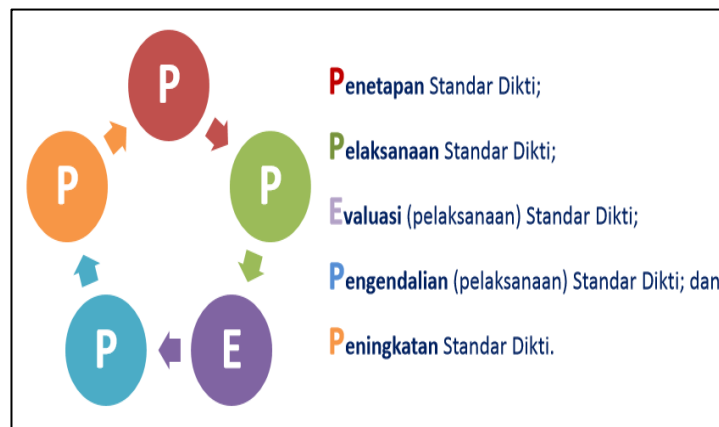 P
P
P
P
E
Penetapan Standar Dikti;
Pelaksanaan Standar Dikti;
Evaluasi (pelaksanaan) Standar Dikti;
Pengendalian (pelaksanaan) Standar Dikti; dan
Peningkatan Standar Dikti.